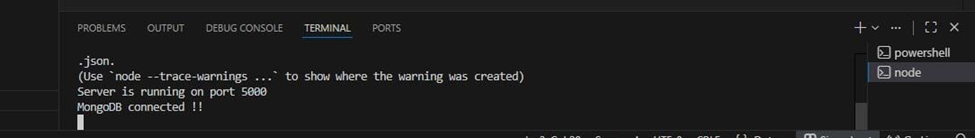 PROBLEMS OUTPUT DEBUG CONSOLE TERMINAL PORTS
powershell
node
.json.
(Use `node --trace-warnings ...` to show where the warning was created)
Server is running on port 5000
MongoDB connected !!